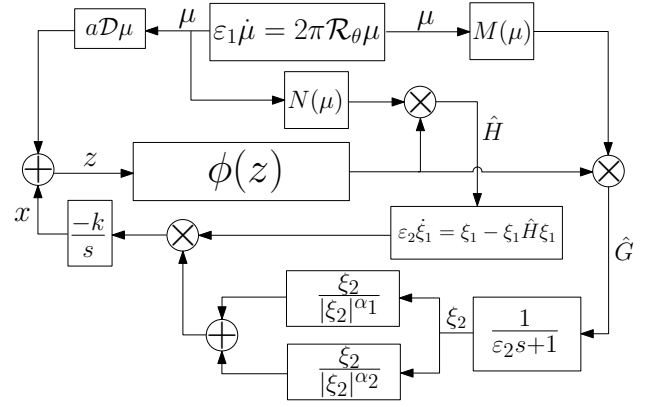 a𝒟μ
μ
ε₁μ̇ = 2πℛ_θμ
μ
M(μ)
N(μ)
Ĥ
z
ϕ(z)
x
-k/s
ε₂ξ̇₁ = ξ₁ − ξ₁Ĥξ₁
Ĝ
ξ₂/|ξ₂|^α₁
ξ₂
1/(ε₂s+1)
ξ₂/|ξ₂|^α₂